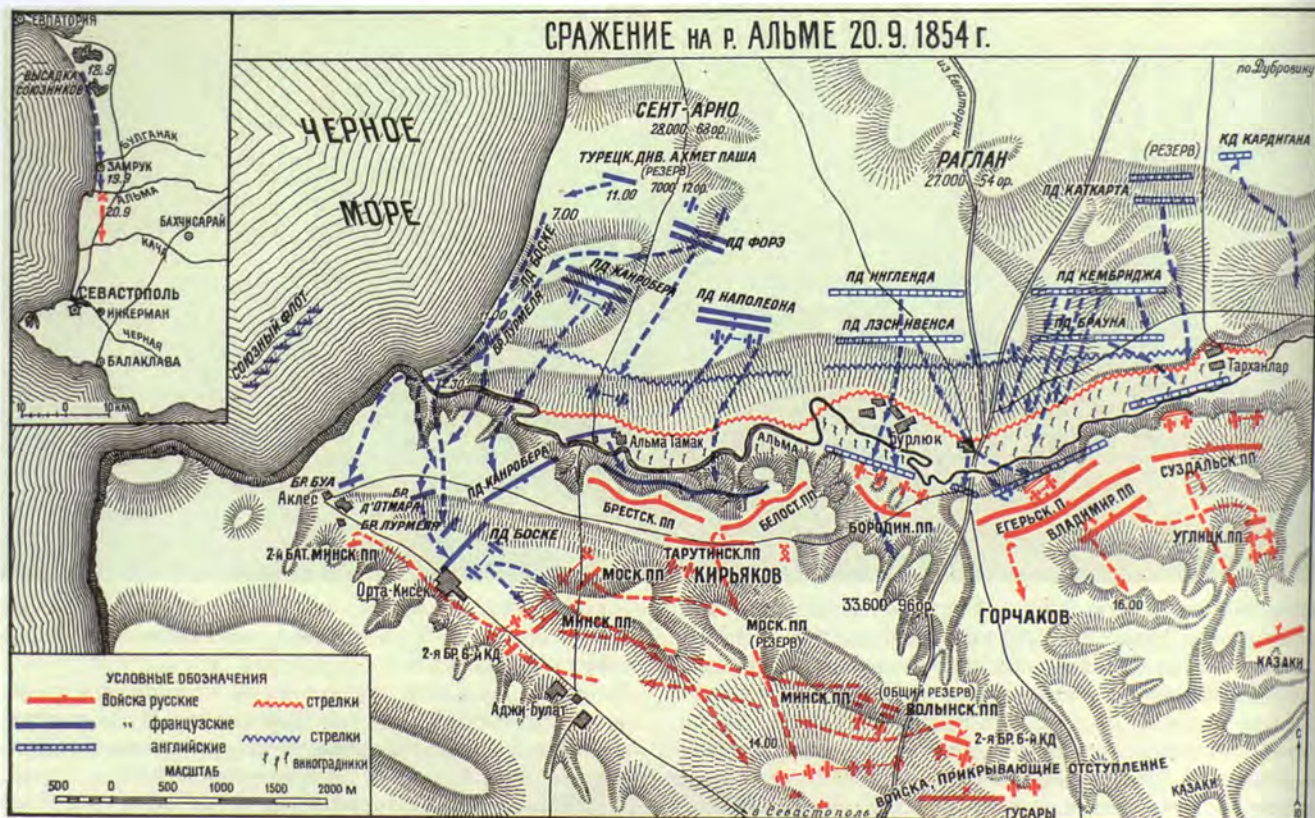 СРАЖЕНИЕ НА Р. АЛЬМЕ 20.9.1854 г.
ЕВПАТОРИЯ
18.9
ВЫСАДКА
СОЮЗНИКОВ
БУЛГАНАК
ЗАМРУК
19.9
АЛЬМА
20.9
БАХЧИСАРАЙ
КАЧА
СЕВАСТОПОЛЬ
ИНКЕРМАН
ЧЕРНАЯ
БАЛАКЛАВА
10 0 10 КМ
ЧЕРНОЕ
МОРЕ
СОЮЗНЫЙ ФЛОТ
СЕНТ-АРНО
28.000 68 ор.
ТУРЕЦК. ДИВ. АХМЕТ ПАША
(РЕЗЕРВ)
7000 12 ор.
11.00
7.00
ПД БОСКЕ
БР. ЛУРМЕЛЯ
ПД ФОРЭ
ПД КАНРОБЕРА
ПД НАПОЛЕОНА
из Евпатории
РАГЛАН
27.000 54 ор.
по Дубровину
(РЕЗЕРВ)
ПД КАТКАРТА
КД КАРДИГАНА
ПД ИНГЛЕНДА
ПД КЕМБРИДЖА
ПД ЛЭСИ-ИВЕНСА
ПД БРАУНА
Тарханлар
12.30
Альма Тамак
АЛЬМА
Бурлюк
БР. БУА
Аклес
БР.
Д'ОТМАРА
БР. ЛУРМЕЛЯ
ПД КАНРОБЕРА
ПД БОСКЕ
2-й БАТ. МИНСК. ПП
Орта-Кисек
БРЕСТСК. ПП
БЕЛОСТ. ПП
ТАРУТИНСК. ПП
КИРЬЯКОВ
МОСК. ПП
МИНСК. ПП
МОСК. ПП
(РЕЗЕРВ)
2-я БР. 6-й КД
Аджи-Булат
БОРОДИН. ПП
ЕГЕРЬСК. П.
ВЛАДИМИР. ПП
СУЗДАЛЬСК. ПП
УГЛИЦК. ПП
33.600 96 ор.
ГОРЧАКОВ
16.00
КАЗАКИ
МИНСК. ПП
(ОБЩИЙ РЕЗЕРВ)
ВОЛЫНСК. ПП
2-я БР. 6-й КД
14.00
ВОЙСКА, ПРИКРЫВАЮЩИЕ ОТСТУПЛЕНИЕ
ГУСАРЫ
КАЗАКИ
в Севастополь
С
Ю
УСЛОВНЫЕ ОБОЗНАЧЕНИЯ
Войска русские стрелки
" французские
английские стрелки
виноградники
МАСШТАБ
500 0 500 1000 2000 м